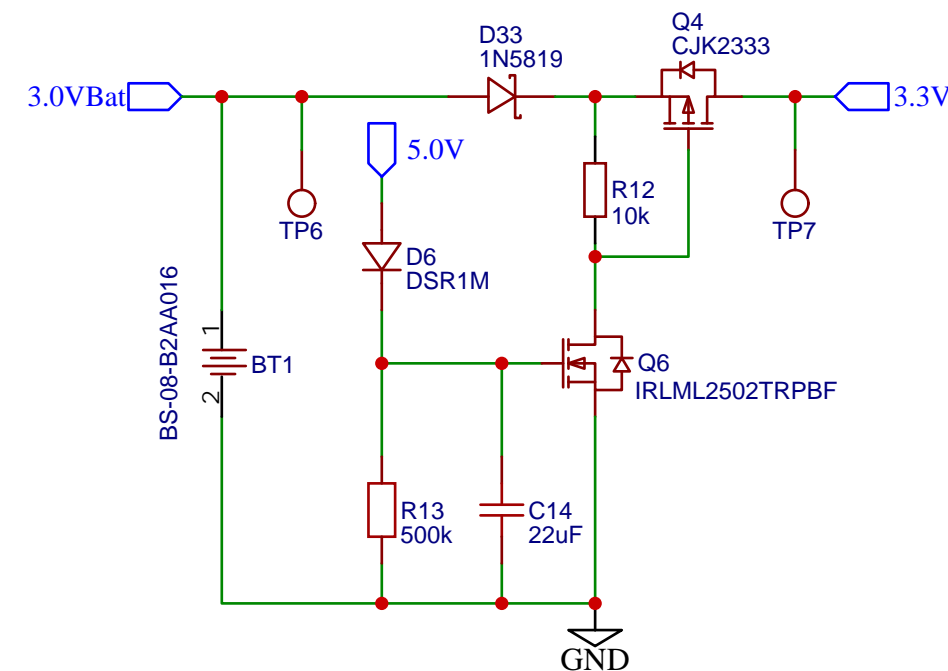 D33
1N5819
Q4
CJK2333
3.0VBat
3.3V
5.0V
TP6
R12
10k
TP7
D6
DSR1M
BS-08-B2AA016
1
2
BT1
Q6
IRLML2502TRPBF
R13
500k
C14
22uF
GND